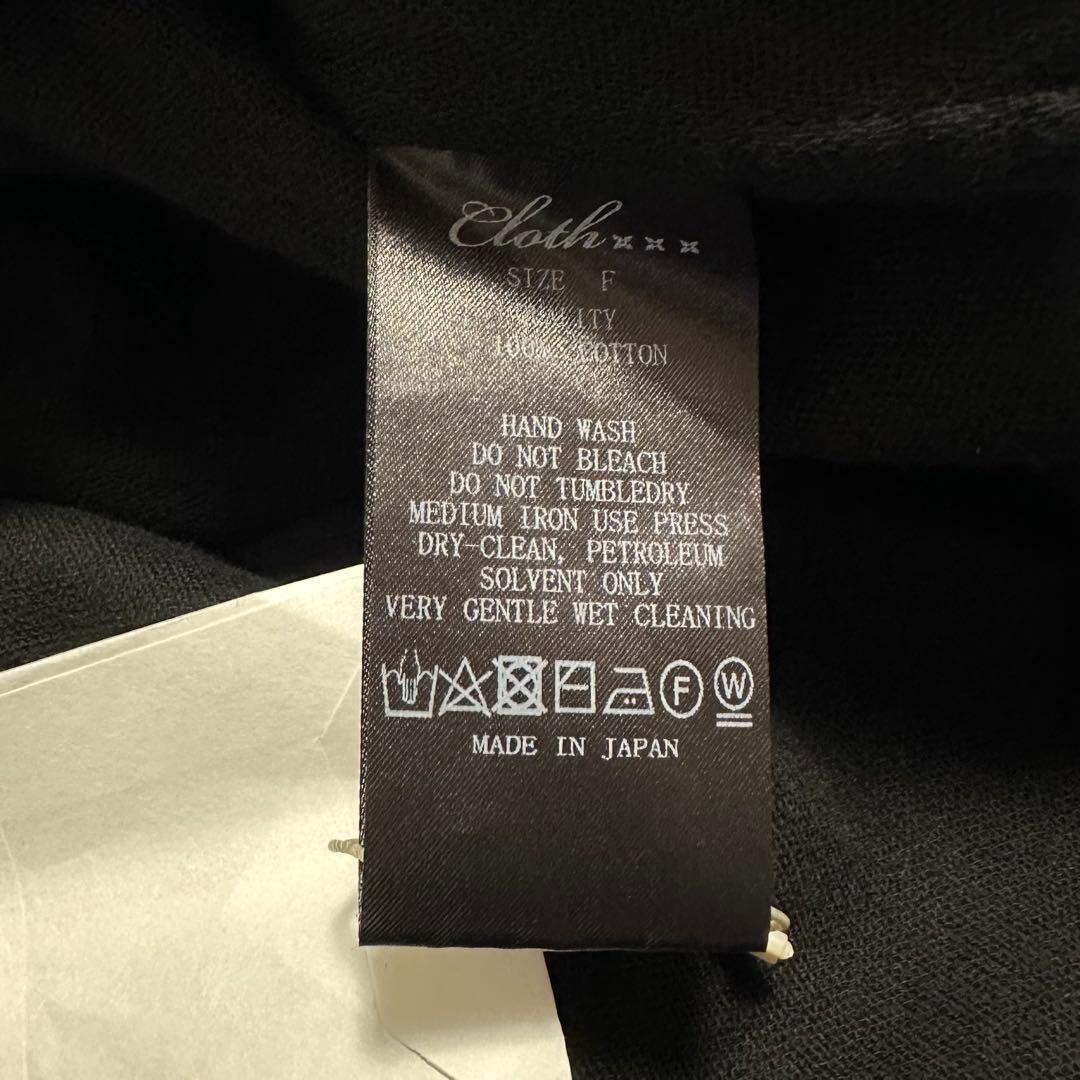 Cloth×××
SIZE F
100% COTTON
HAND WASH
DO NOT BLEACH
DO NOT TUMBLEDRY
MEDIUM IRON USE PRESS
DRY-CLEAN, PETROLEUM
SOLVENT ONLY
VERY GENTLE WET CLEANING
F W
MADE IN JAPAN